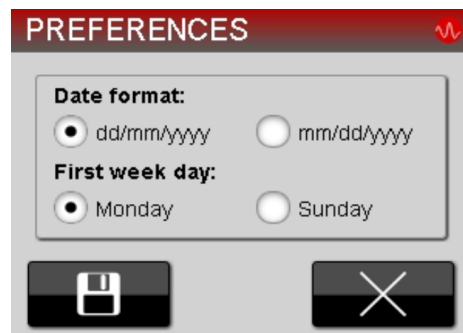 PREFERENCES
Date format:
dd/mm/yyyy mm/dd/yyyy
First week day:
Monday Sunday